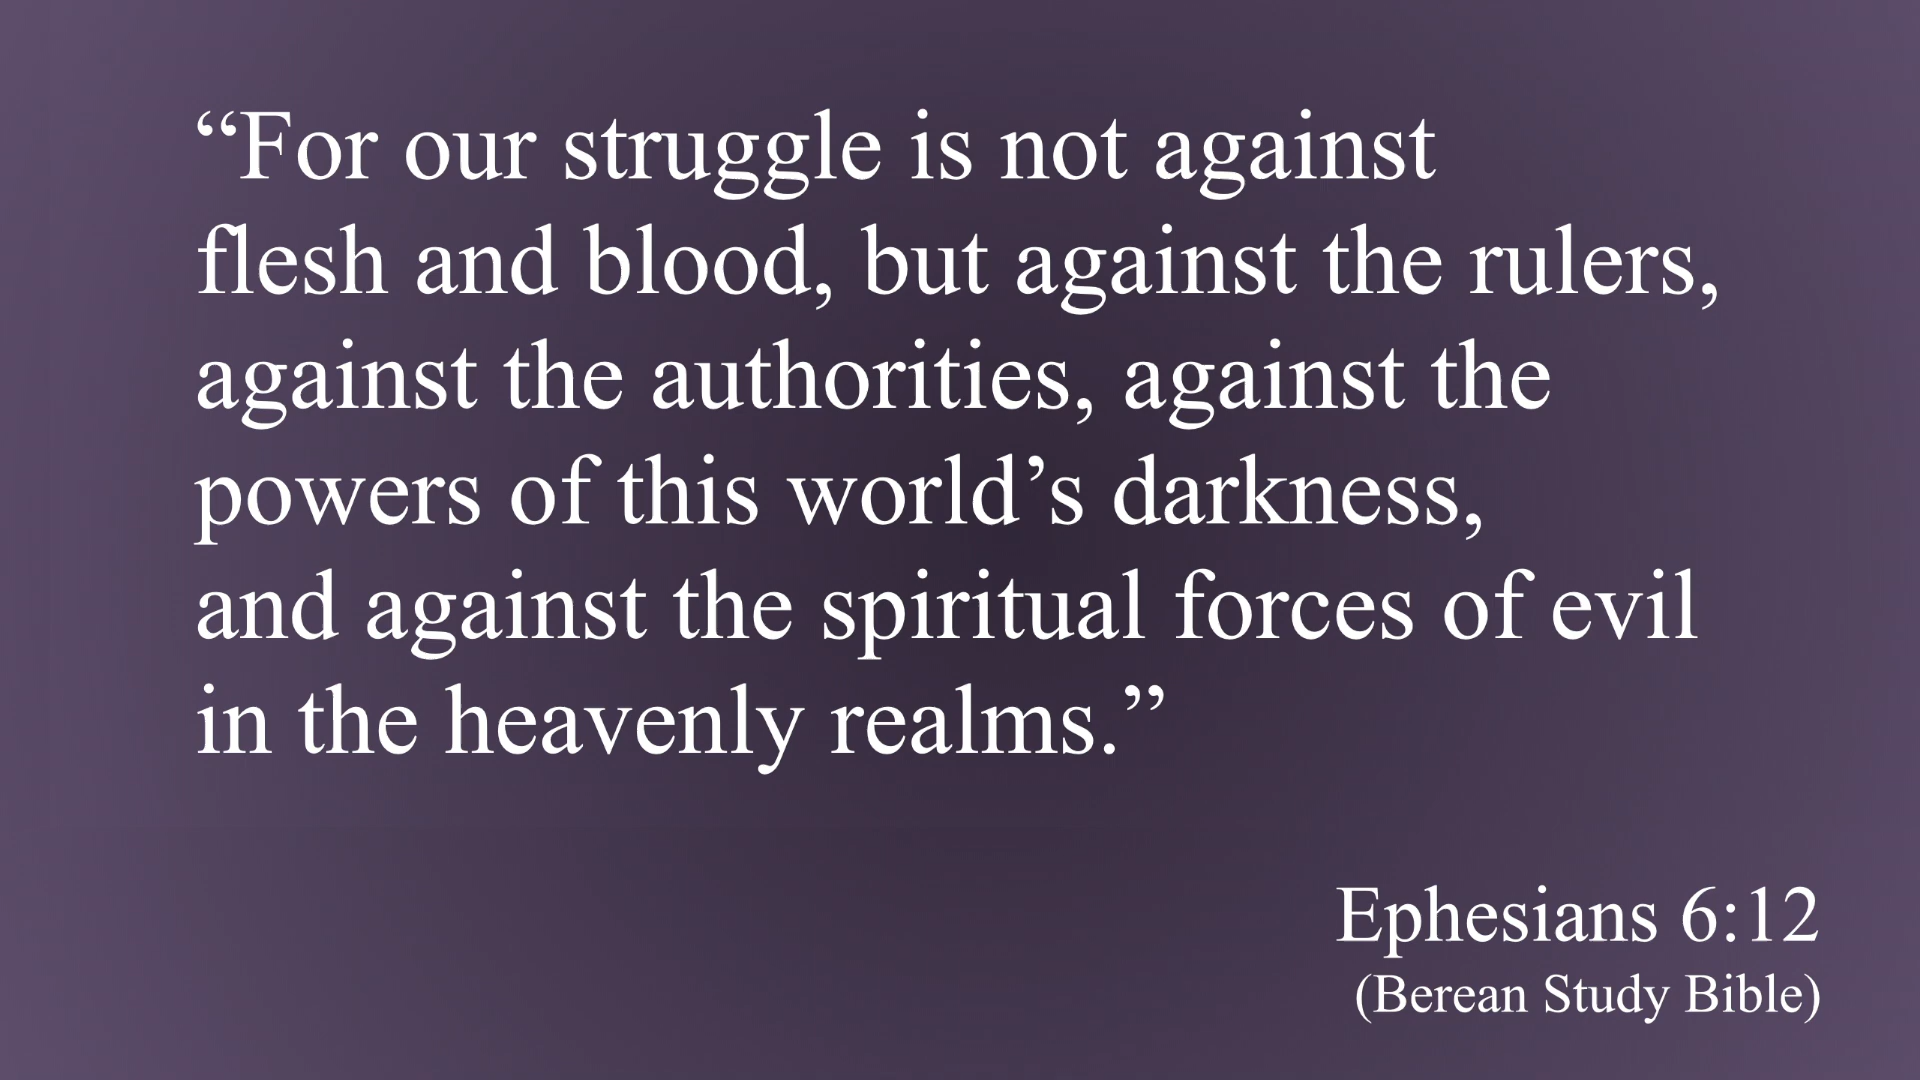 “For our struggle is not against
flesh and blood, but against the rulers,
against the authorities, against the
powers of this world’s darkness,
and against the spiritual forces of evil
in the heavenly realms.”
Ephesians 6:12
(Berean Study Bible)